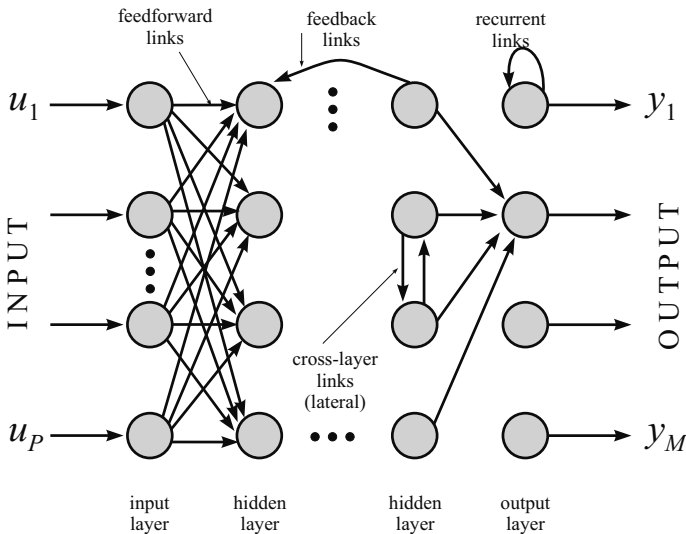 feedforward
links
feedback
links
recurrent
links
u1
y1
INPUT
OUTPUT
cross-layer
links
(lateral)
uP
yM
input
layer
hidden
layer
hidden
layer
output
layer